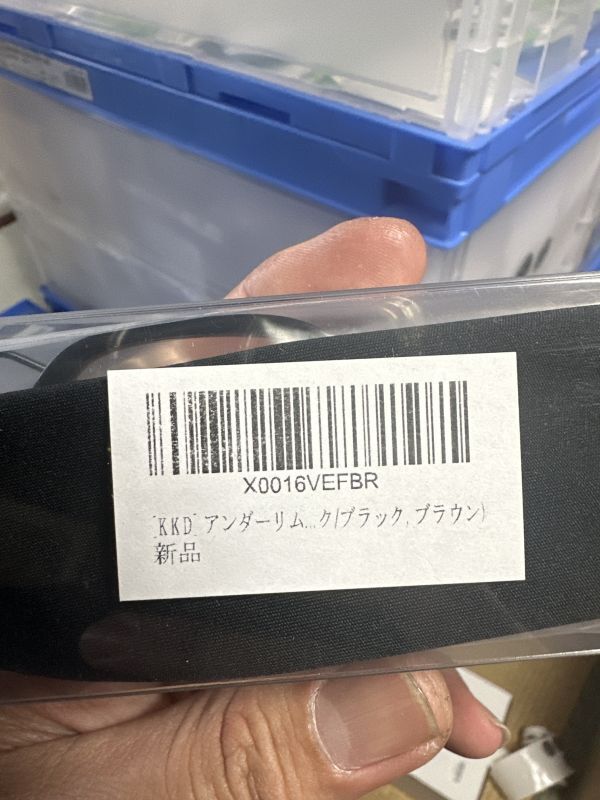 X0016VEFBR
[KKD] アンダーリム...ク(ブラック, ブラウン)
新品